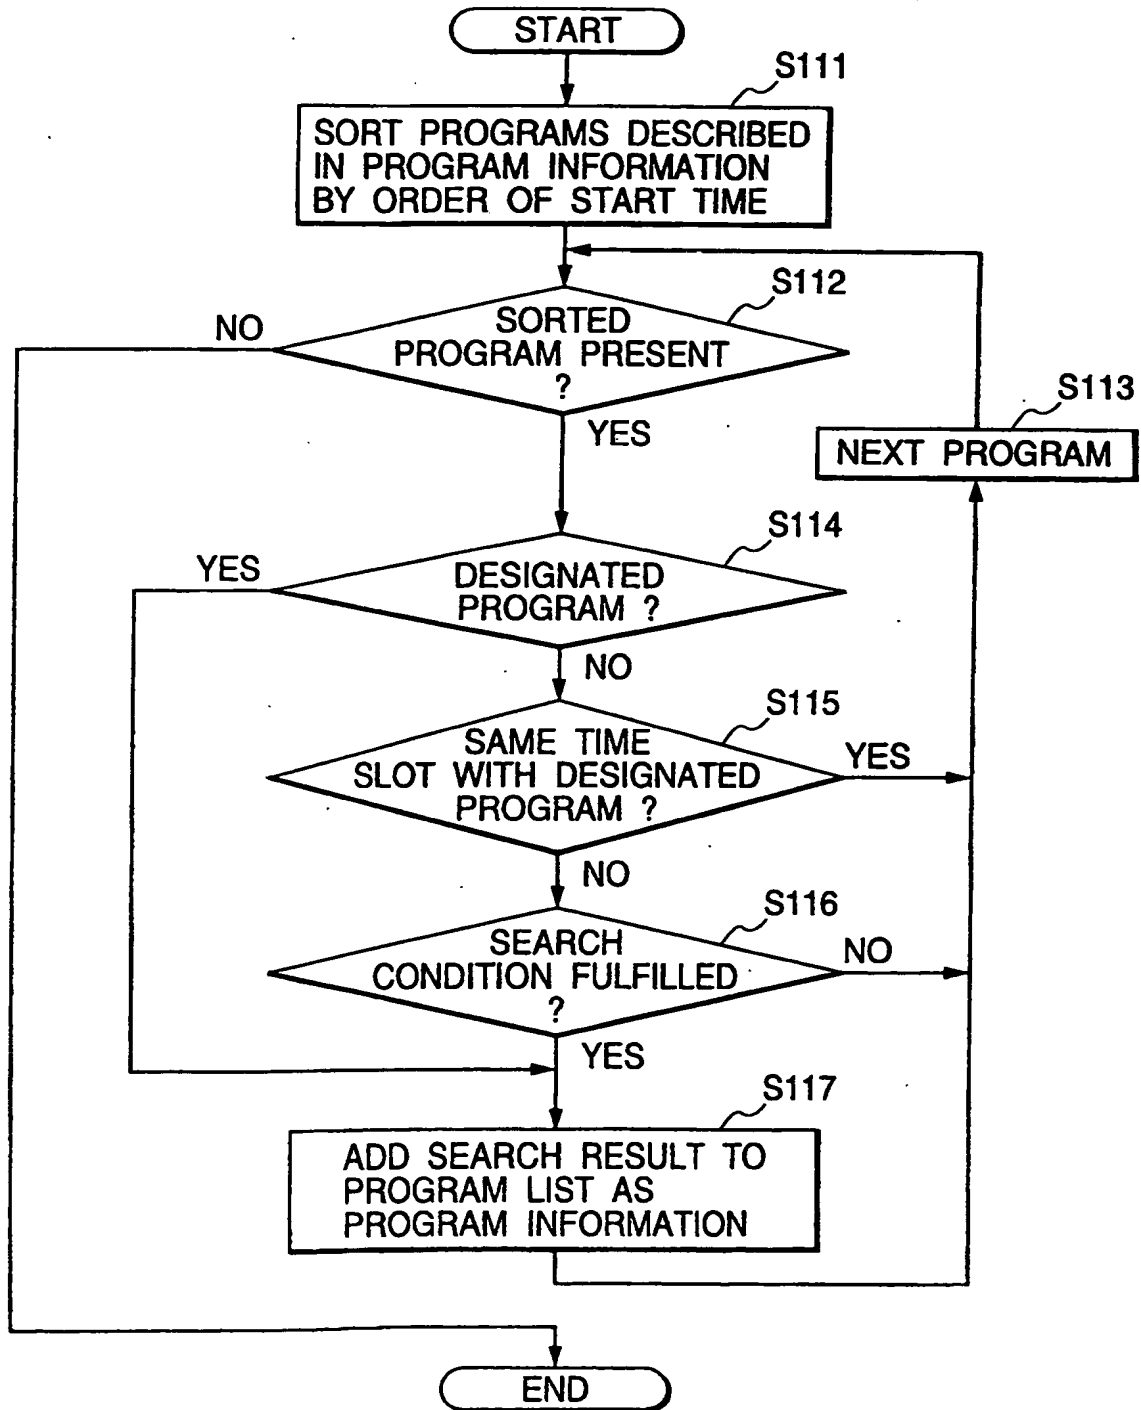 START
S111
SORT PROGRAMS DESCRIBED
IN PROGRAM INFORMATION
BY ORDER OF START TIME
S112
NO
SORTED
PROGRAM PRESENT
?
YES
S113
NEXT PROGRAM
S114
YES
DESIGNATED
PROGRAM ?
NO
S115
SAME TIME
SLOT WITH DESIGNATED
PROGRAM ?
YES
NO
S116
SEARCH
CONDITION FULFILLED
?
NO
YES
S117
ADD SEARCH RESULT TO
PROGRAM LIST AS
PROGRAM INFORMATION
END